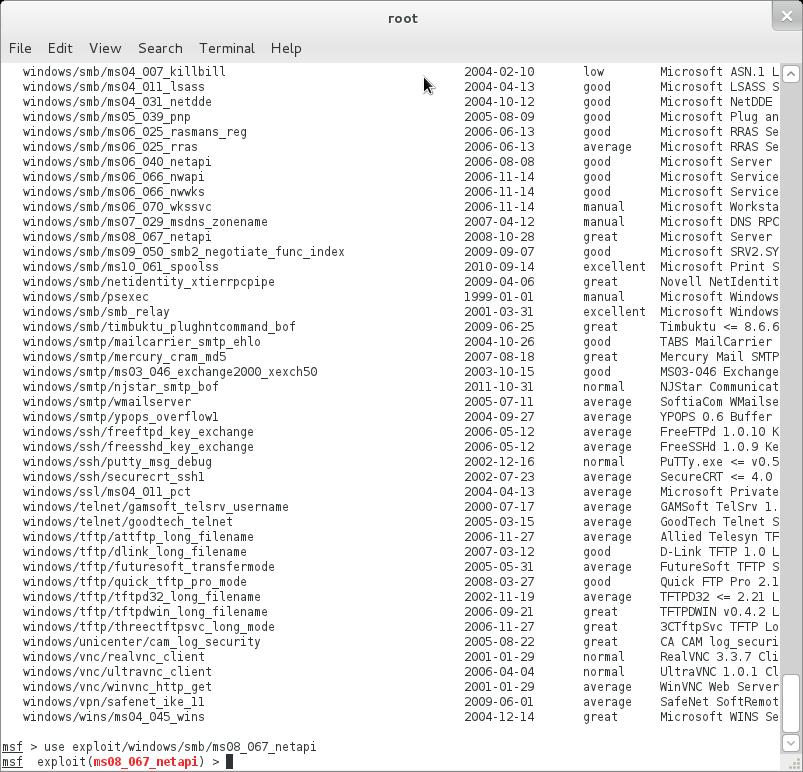 root
File Edit View Search Terminal Help
windows/smb/ms04_007_killbill 2004-02-10 low Microsoft ASN.1 L
windows/smb/ms04_011_lsass 2004-04-13 good Microsoft LSASS S
windows/smb/ms04_031_netdde 2004-10-12 good Microsoft NetDDE
windows/smb/ms05_039_pnp 2005-08-09 good Microsoft Plug an
windows/smb/ms06_025_rasmans_reg 2006-06-13 good Microsoft RRAS Se
windows/smb/ms06_025_rras 2006-06-13 average Microsoft RRAS Se
windows/smb/ms06_040_netapi 2006-08-08 good Microsoft Server
windows/smb/ms06_066_nwapi 2006-11-14 good Microsoft Service
windows/smb/ms06_066_nwwks 2006-11-14 good Microsoft Service
windows/smb/ms06_070_wkssvc 2006-11-14 manual Microsoft Worksta
windows/smb/ms07_029_msdns_zonename 2007-04-12 manual Microsoft DNS RPC
windows/smb/ms08_067_netapi 2008-10-28 great Microsoft Server
windows/smb/ms09_050_smb2_negotiate_func_index 2009-09-07 good Microsoft SRV2.SY
windows/smb/ms10_061_spoolss 2010-09-14 excellent Microsoft Print S
windows/smb/netidentity_xtierrpcpipe 2009-04-06 great Novell NetIdentit
windows/smb/psexec 1999-01-01 manual Microsoft Windows
windows/smb/smb_relay 2001-03-31 excellent Microsoft Windows
windows/smb/timbuktu_plughntcommand_bof 2009-06-25 great Timbuktu <= 8.6.6
windows/smtp/mailcarrier_smtp_ehlo 2004-10-26 good TABS MailCarrier
windows/smtp/mercury_cram_md5 2007-08-18 great Mercury Mail SMTP
windows/smtp/ms03_046_exchange2000_xexch50 2003-10-15 good MS03-046 Exchange
windows/smtp/njstar_smtp_bof 2011-10-31 normal NJStar Communicat
windows/smtp/wmailserver 2005-07-11 average SoftiaCom WMailse
windows/smtp/ypops_overflow1 2004-09-27 average YPOPS 0.6 Buffer
windows/ssh/freeftpd_key_exchange 2006-05-12 average FreeFTPd 1.0.10 K
windows/ssh/freesshd_key_exchange 2006-05-12 average FreeSSHd 1.0.9 Ke
windows/ssh/putty_msg_debug 2002-12-16 normal PuTTy.exe <= v0.5
windows/ssh/securecrt_ssh1 2002-07-23 average SecureCRT <= 4.0
windows/ssl/ms04_011_pct 2004-04-13 average Microsoft Private
windows/telnet/gamsoft_telsrv_username 2000-07-17 average GAMSoft TelSrv 1.
windows/telnet/goodtech_telnet 2005-03-15 average GoodTech Telnet S
windows/tftp/attftp_long_filename 2006-11-27 average Allied Telesyn TF
windows/tftp/dlink_long_filename 2007-03-12 good D-Link TFTP 1.0 L
windows/tftp/futuresoft_transfermode 2005-05-31 average FutureSoft TFTP S
windows/tftp/quick_tftp_pro_mode 2008-03-27 good Quick FTP Pro 2.1
windows/tftp/tftpd32_long_filename 2002-11-19 average TFTPD32 <= 2.21 L
windows/tftp/tftpdwin_long_filename 2006-09-21 great TFTPDWIN v0.4.2 L
windows/tftp/threectftpsvc_long_mode 2006-11-27 great 3CTftpSvc TFTP Lo
windows/unicenter/cam_log_security 2005-08-22 great CA CAM log_securi
windows/vnc/realvnc_client 2001-01-29 normal RealVNC 3.3.7 Cli
windows/vnc/ultravnc_client 2006-04-04 normal UltraVNC 1.0.1 Cl
windows/vnc/winvnc_http_get 2001-01-29 average WinVNC Web Server
windows/vpn/safenet_ike_11 2009-06-01 average SafeNet SoftRemot
windows/wins/ms04_045_wins 2004-12-14 great Microsoft WINS Se
msf > use exploit/windows/smb/ms08_067_netapi
msf exploit(ms08_067_netapi) >